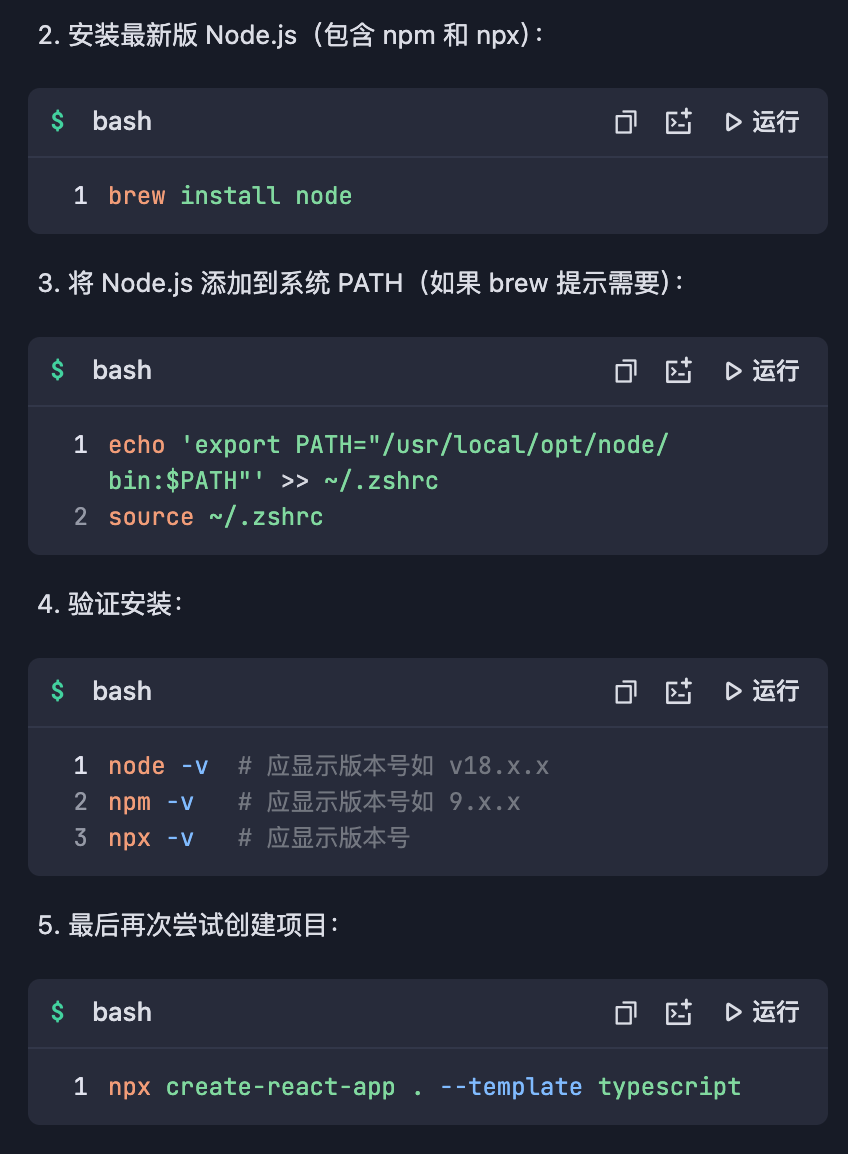 2. 安装最新版 Node.js（包含 npm 和 npx）：
$ bash 运行
1 brew install node
3. 将 Node.js 添加到系统 PATH（如果 brew 提示需要）：
$ bash 运行
1 echo 'export PATH="/usr/local/opt/node/
bin:$PATH"' >> ~/.zshrc
2 source ~/.zshrc
4. 验证安装：
$ bash 运行
1 node -v  # 应显示版本号如 v18.x.x
2 npm -v   # 应显示版本号如 9.x.x
3 npx -v   # 应显示版本号
5. 最后再次尝试创建项目：
$ bash 运行
1 npx create-react-app . --template typescript